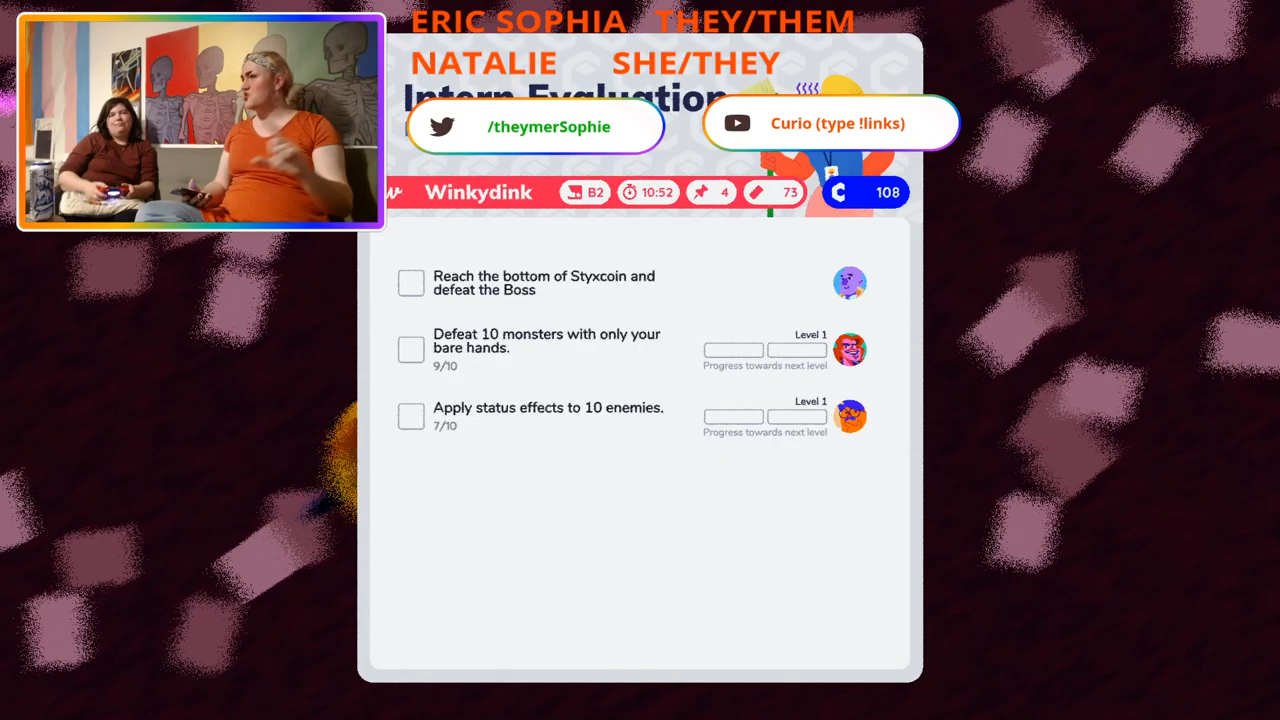 ERIC SOPHIA THEY/THEM
NATALIE SHE/THEY
Intern Evaluation
/theymerSophie
Curio (type !links)
Winkydink B2 10:52 4 73 108
Reach the bottom of Styxcoin and
defeat the Boss
Defeat 10 monsters with only your
bare hands.
9/10
Level 1
Progress towards next level
Apply status effects to 10 enemies.
7/10
Level 1
Progress towards next level